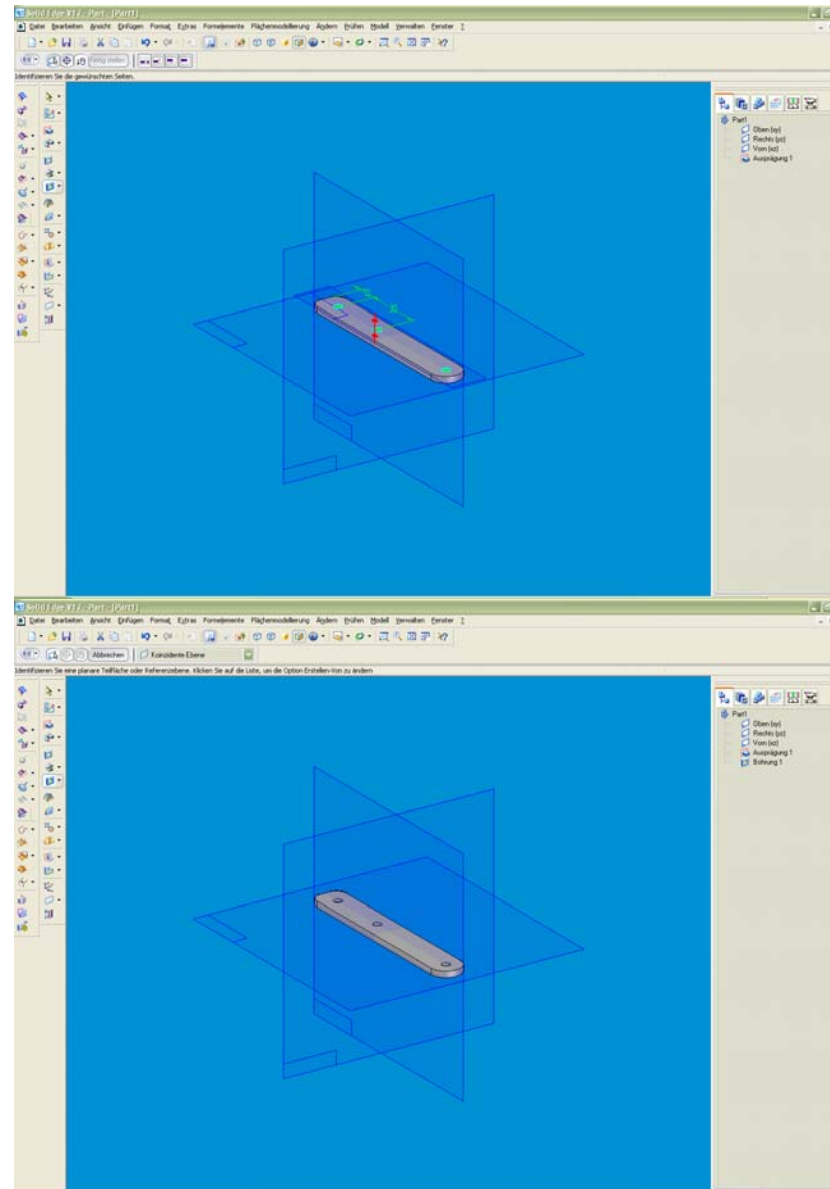 Solid Edge V17 - Part - [Part1]
Datei Bearbeiten Ansicht Einfügen Format Extras Formelemente Flächenmodellierung Ändern Prüfen Modell Verwalten Fenster ?
Fertig stellen
Identifizieren Sie die gewünschten Seiten.
Part1
Oben (xy)
Rechts (yz)
Vorn (xz)
Ausprägung 1
Solid Edge V17 - Part - [Part1]
Datei Bearbeiten Ansicht Einfügen Format Extras Formelemente Flächenmodellierung Ändern Prüfen Modell Verwalten Fenster ?
Abbrechen Koinzidente Ebene
Identifizieren Sie eine planare Teilfläche oder Referenzebene. Klicken Sie auf die Liste, um die Option Erstellen-Von zu ändern
Part1
Oben (xy)
Rechts (yz)
Vorn (xz)
Ausprägung 1
Bohrung 1